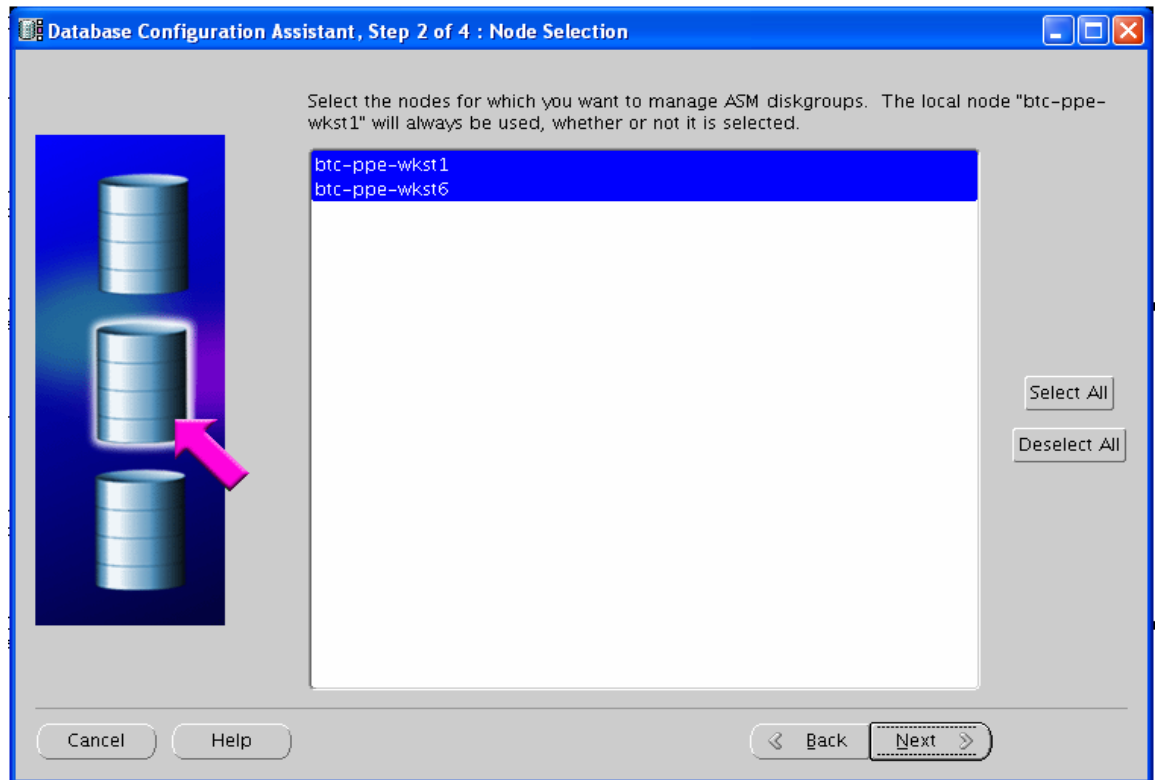 Database Configuration Assistant, Step 2 of 4 : Node Selection
Select the nodes for which you want to manage ASM diskgroups. The local node "btc-ppe-
wkst1" will always be used, whether or not it is selected.
btc-ppe-wkst1
btc-ppe-wkst6
Select All
Deselect All
Cancel
Help
Back
Next